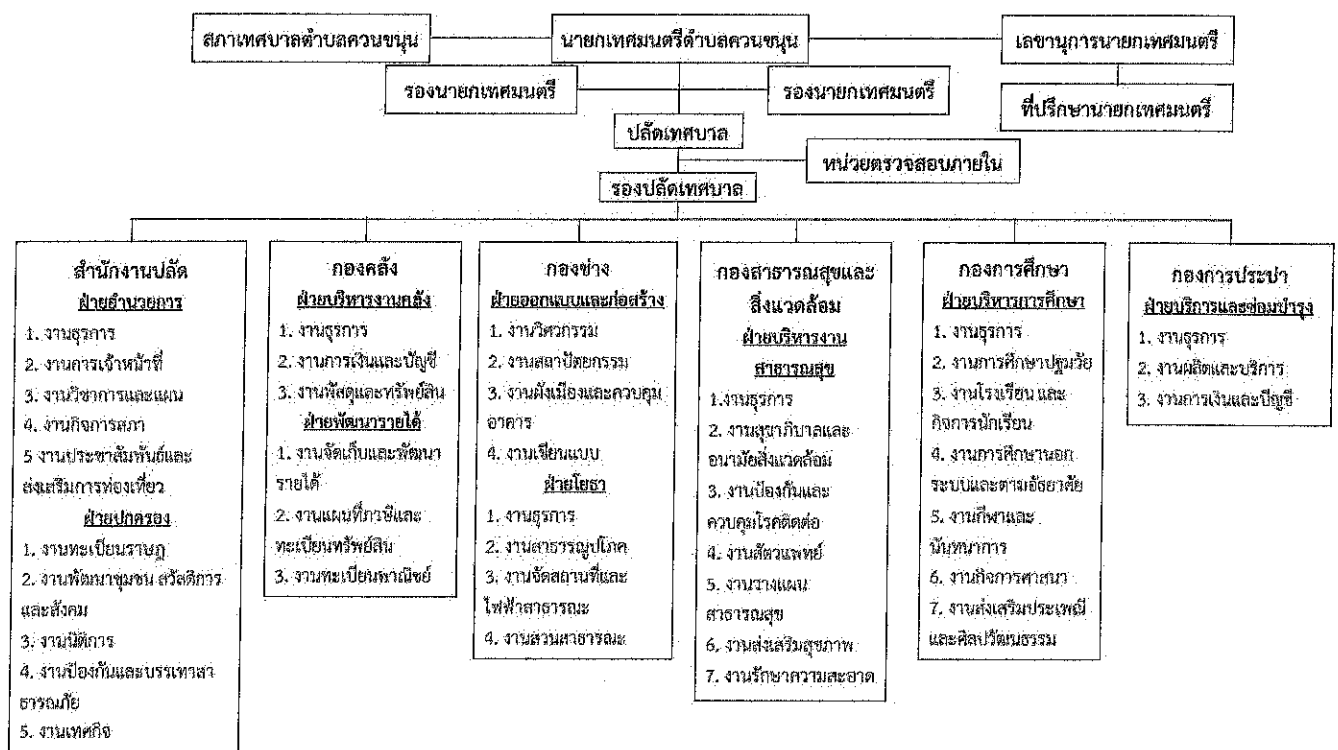 สภาเทศบาลตำบลควนขนุน
นายกเทศมนตรีตำบลควนขนุน
เลขานุการนายกเทศมนตรี
รองนายกเทศมนตรี
รองนายกเทศมนตรี
ที่ปรึกษานายกเทศมนตรี
ปลัดเทศบาล
หน่วยตรวจสอบภายใน
รองปลัดเทศบาล
สำนักงานปลัด
ฝ่ายอำนวยการ
1. งานธุรการ
2. งานการเจ้าหน้าที่
3. งานวิชาการและแผน
4. งานกิจการสภา
5 งานประชาสัมพันธ์และ
ส่งเสริมการท่องเที่ยว
ฝ่ายปกครอง
1. งานทะเบียนราษฎ
2. งานพัฒนาชุมชน สวัสดิการ
และสังคม
3. งานนิติการ
4. งานป้องกันและบรรเทาสา
ธารณภัย
5. งานเทศกิจ
กองคลัง
ฝ่ายบริหารงานคลัง
1. งานธุรการ
2. งานการเงินและบัญชี
3. งานพัสดุและทรัพย์สิน
ฝ่ายพัฒนารายได้
1. งานจัดเก็บและพัฒนา
รายได้
2. งานแผนที่ภาษีและ
ทะเบียนทรัพย์สิน
3. งานทะเบียนพาณิชย์
กองช่าง
ฝ่ายออกแบบและก่อสร้าง
1. งานวิศวกรรม
2. งานสถาปัตยกรรม
3. งานผังเมืองและควบคุม
อาคาร
4. งานเขียนแบบ
ฝ่ายโยธา
1. งานธุรการ
2. งานสาธารณูปโภค
3. งานจัดสถานที่และ
ไฟฟ้าสาธารณะ
4. งานสวนสาธารณะ
กองสาธารณสุขและ
สิ่งแวดล้อม
ฝ่ายบริหารงาน
สาธารณสุข
1.งานธุรการ
2. งานสุขาภิบาลและ
อนามัยสิ่งแวดล้อม
3. งานป้องกันและ
ควบคุมโรคติดต่อ
4. งานสัตวแพทย์
5. งานวางแผน
สาธารณสุข
6. งานส่งเสริมสุขภาพ
7. งานรักษาความสะอาด
กองการศึกษา
ฝ่ายบริหารการศึกษา
1. งานธุรการ
2. งานการศึกษาปฐมวัย
3. งานโรงเรียน และ
กิจการนักเรียน
4. งานการศึกษานอก
ระบบและตามอัธยาศัย
5. งานกีฬาและ
นันทนาการ
6. งานกิจการศาสนา
7. งานส่งเสริมประเพณี
และศิลปวัฒนธรรม
กองการประปา
ฝ่ายบริการและซ่อมบำรุง
1. งานธุรการ
2. งานผลิตและบริการ
3. งานการเงินและบัญชี